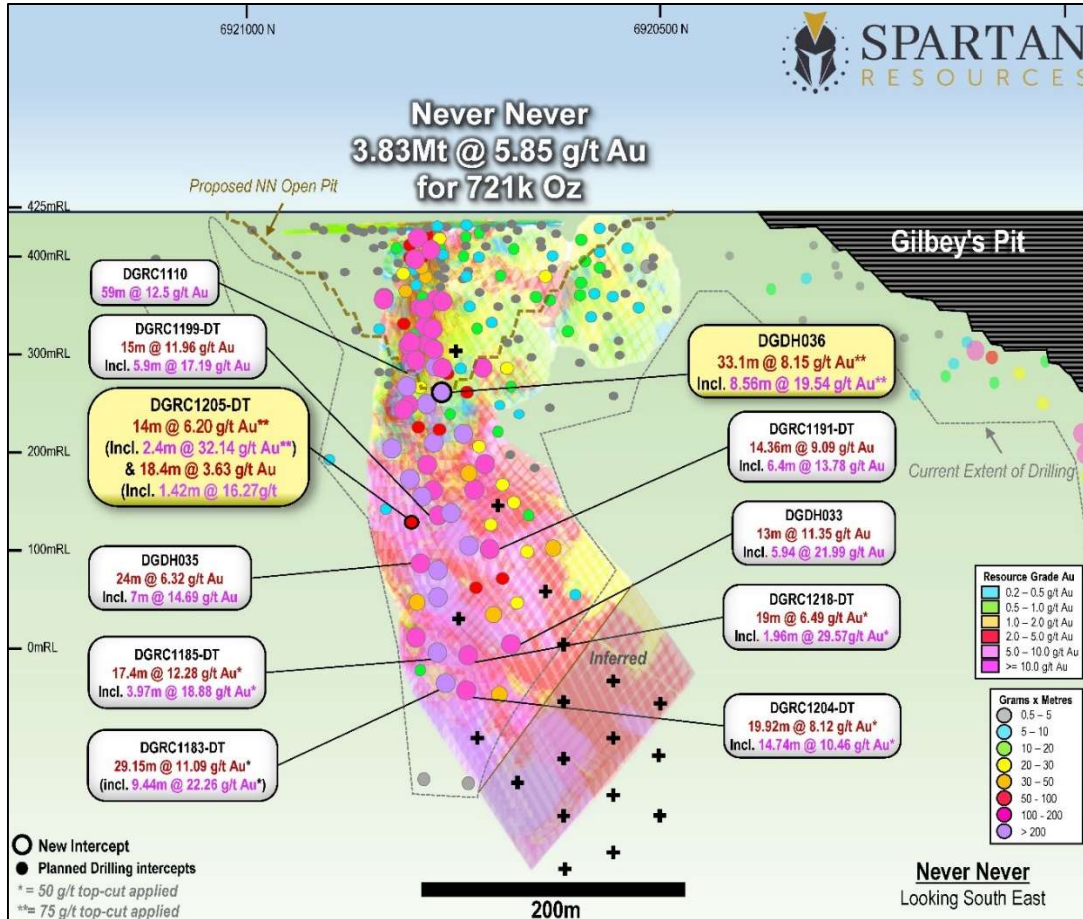 6921000 N
6920500 N
SPARTAN
RESOURCES
Never Never
3.83Mt @ 5.85 g/t Au
for 721k Oz
Proposed NN Open Pit
425mRL
400mRL
300mRL
200mRL
100mRL
0mRL
Gilbey's Pit
DGRC1110
59m @ 12.5 g/t Au
DGRC1199-DT
15m @ 11.96 g/t Au
Incl. 5.9m @ 17.19 g/t Au
DGRC1205-DT
14m @ 6.20 g/t Au**
(Incl. 2.4m @ 32.14 g/t Au**)
& 18.4m @ 3.63 g/t Au
(Incl. 1.42m @ 16.27g/t
DGDH035
24m @ 6.32 g/t Au
Incl. 7m @ 14.69 g/t Au
DGRC1185-DT
17.4m @ 12.28 g/t Au*
Incl. 3.97m @ 18.88 g/t Au*
DGRC1183-DT
29.15m @ 11.09 g/t Au*
(incl. 9.44m @ 22.26 g/t Au*)
DGDH036
33.1m @ 8.15 g/t Au**
Incl. 8.56m @ 19.54 g/t Au**
DGRC1191-DT
14.36m @ 9.09 g/t Au
Incl. 6.4m @ 13.78 g/t Au
DGDH033
13m @ 11.35 g/t Au
Incl. 5.94 @ 21.99 g/t Au
DGRC1218-DT
19m @ 6.49 g/t Au*
Incl. 1.96m @ 29.57g/t Au*
DGRC1204-DT
19.92m @ 8.12 g/t Au*
Incl. 14.74m @ 10.46 g/t Au*
Current Extent of Drilling
Inferred
Resource Grade Au
0.2 – 0.5 g/t Au
0.5 – 1.0 g/t Au
1.0 – 2.0 g/t Au
2.0 – 5.0 g/t Au
5.0 – 10.0 g/t Au
>= 10.0 g/t Au
Grams x Metres
0.5 – 5
5 – 10
10 – 20
20 – 30
30 – 50
50 - 100
100 - 200
> 200
New Intercept
Planned Drilling intercepts
* = 50 g/t top-cut applied
**= 75 g/t top-cut applied
200m
Never Never
Looking South East